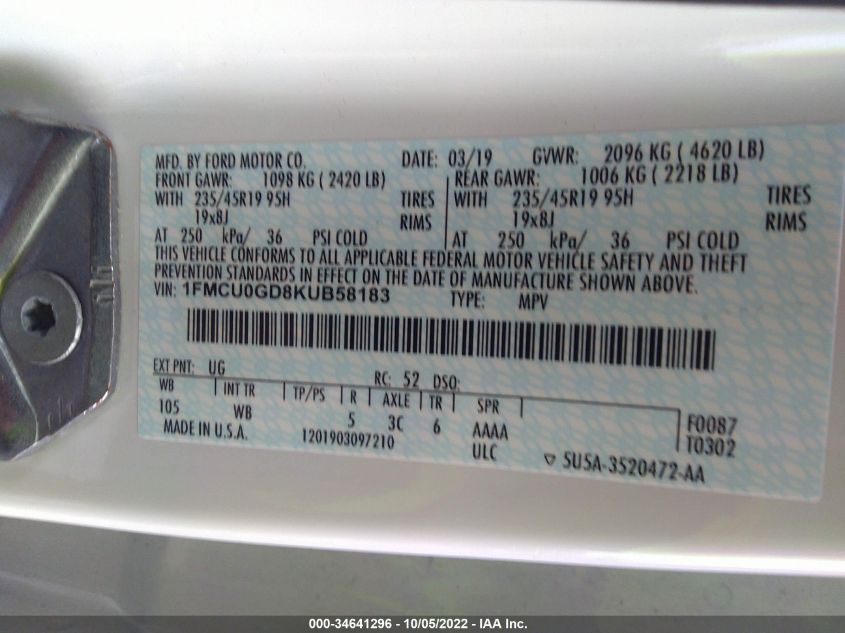 MFD. BY FORD MOTOR CO. DATE: 03/19 GVWR: 2096 KG ( 4620 LB)
FRONT GAWR: 1098 KG ( 2420 LB) REAR GAWR: 1006 KG ( 2218 LB)
WITH 235/45R19 95H TIRES WITH 235/45R19 95H TIRES
19x8J RIMS 19x8J RIMS
AT 250 kPa/ 36 PSI COLD AT 250 kPa/ 36 PSI COLD
THIS VEHICLE CONFORMS TO ALL APPLICABLE FEDERAL MOTOR VEHICLE SAFETY AND THEFT
PREVENTION STANDARDS IN EFFECT ON THE DATE OF MANUFACTURE SHOWN ABOVE.
VIN: 1FMCU0GD8KUB58183 TYPE: MPV
EXT PNT: UG RC: 52 DSO:
WB INT TR TP/PS R AXLE TR SPR
105 WB 5 3C 6 AAAA F0087
MADE IN U.S.A. 1201903097210 ULC T0302
▽ 5U5A-3520472-AA
000-34641296 - 10/05/2022 - IAA Inc.